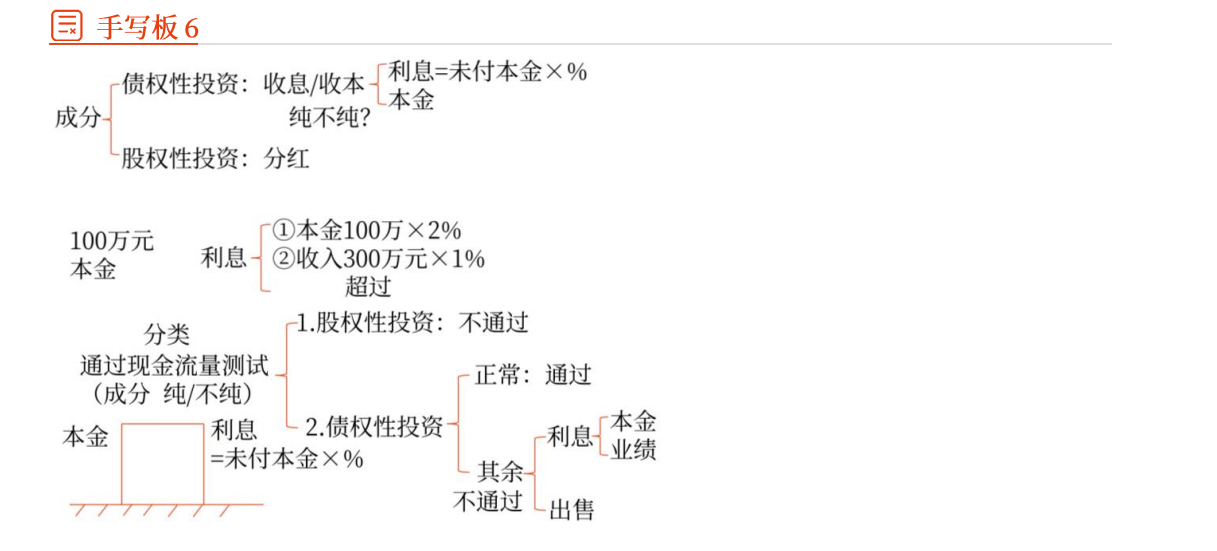 手写板 6
债权性投资：收息/收本
利息=未付本金×%
本金
成分
纯不纯？
股权性投资：分红
100万元
本金
利息
①本金100万×2%
②收入300万元×1%
超过
分类
通过现金流量测试
（成分 纯/不纯）
1.股权性投资：不通过
2.债权性投资
正常：通过
其余
不通过
利息
本金
业绩
出售
本金
利息
=未付本金×%